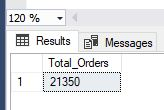 120 %
Results Messages
Total_Orders
1 21350